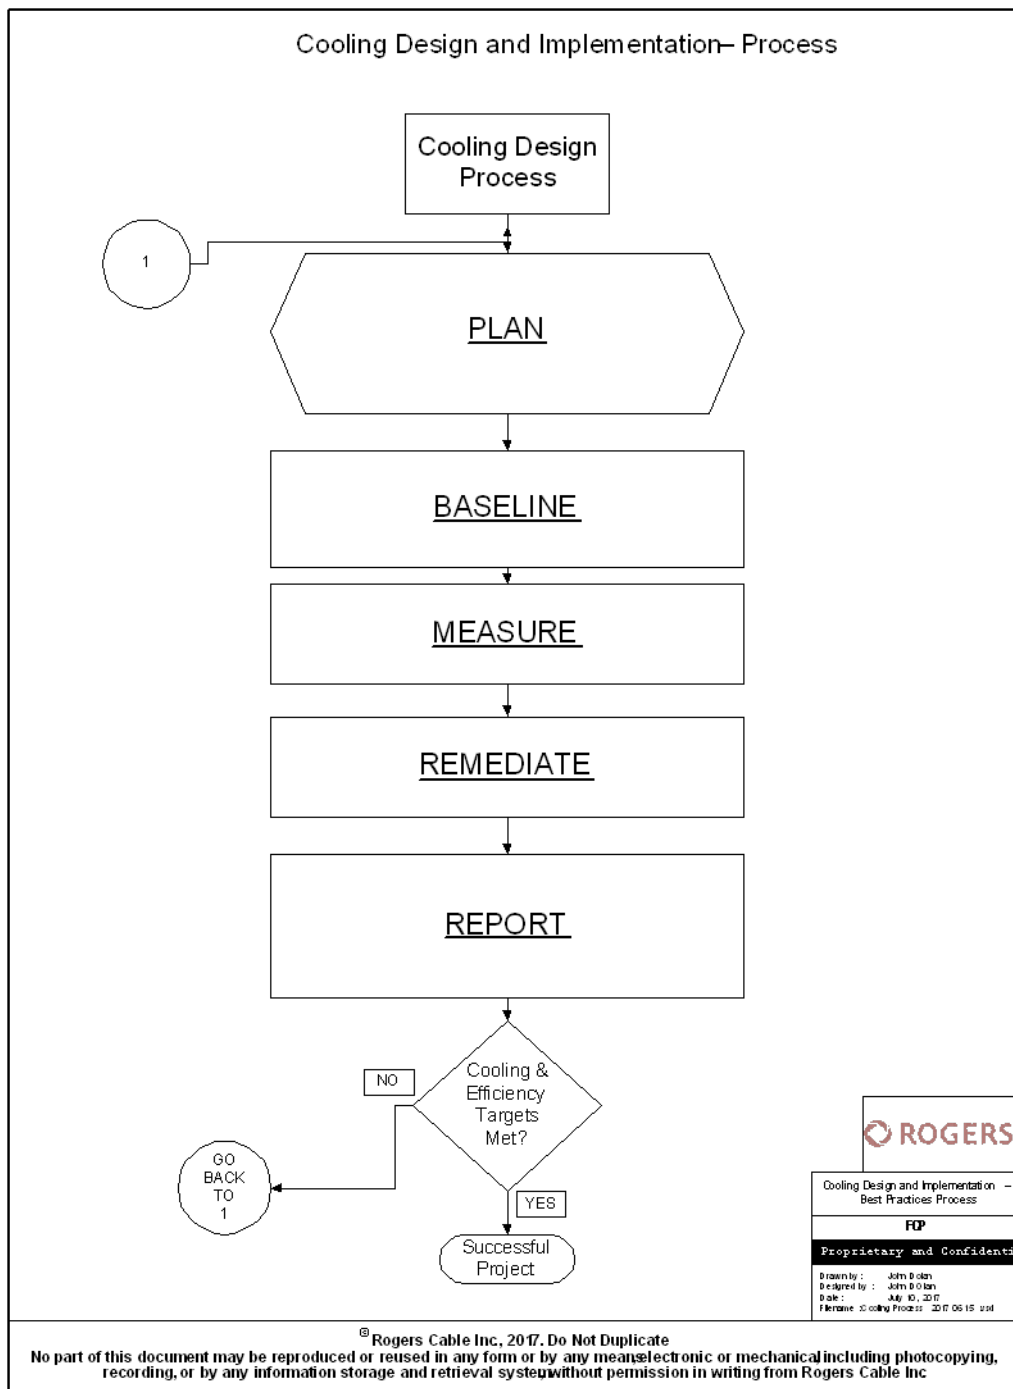 Cooling Design and Implementation– Process
Cooling Design
Process
1
PLAN
BASELINE
MEASURE
REMEDIATE
REPORT
Cooling &
Efficiency
Targets
Met?
NO
GO
BACK
TO
1
YES
Successful
Project
ROGERS
Cooling Design and Implementation –
Best Practices Process
Proprietary and Confidenti
Drawn by : John Dolan
Designed by : John DOlan
Date : July 10, 2017
Filename :Cooling Process 2017 06 15
© Rogers Cable Inc, 2017. Do Not Duplicate
No part of this document may be reproduced or reused in any form or by any means,electronic or mechanical,including photocopying,
recording, or by any information storage and retrieval system,without permission in writing from Rogers Cable Inc